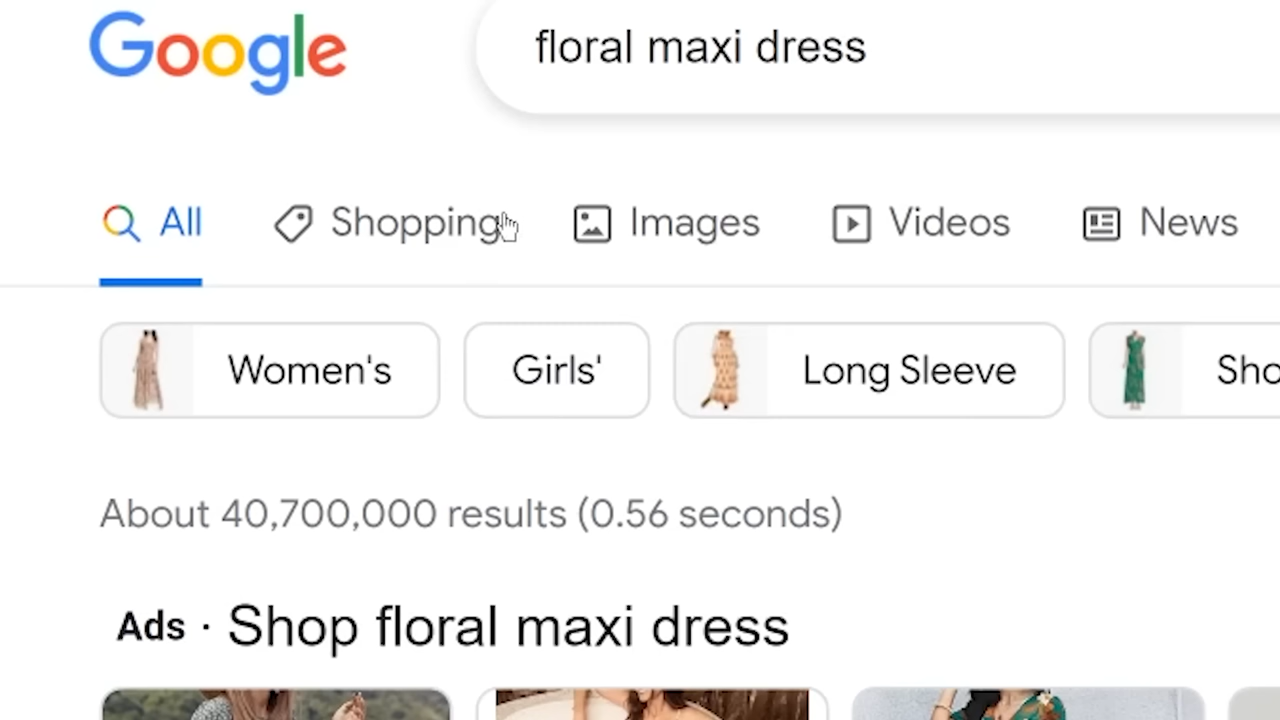 Google floral maxi dress
All Shopping Images Videos News
Women's Girls' Long Sleeve
About 40,700,000 results (0.56 seconds)
Ads · Shop floral maxi dress